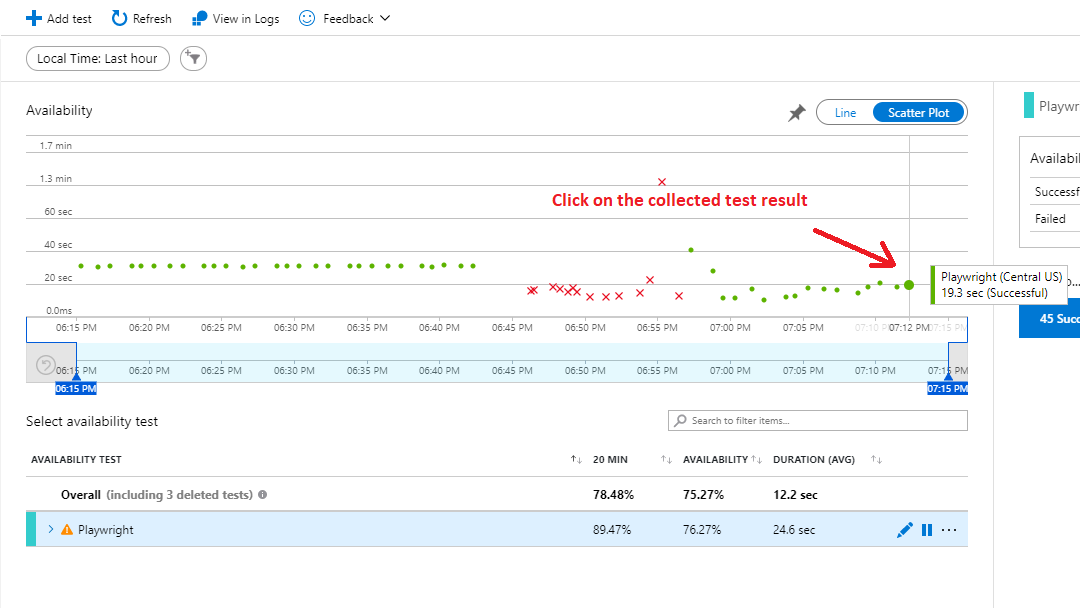 Add test Refresh View in Logs Feedback
Local Time: Last hour
Playwr
Availability
Line Scatter Plot
1.7 min
1.3 min
60 sec
40 sec
20 sec
0.0ms
Click on the collected test result
Playwright (Central US)
19.3 sec (Successful)
06:15 PM 06:20 PM 06:25 PM 06:30 PM 06:35 PM 06:40 PM 06:45 PM 06:50 PM 06:55 PM 07:00 PM 07:05 PM 07:10 P 07:12 PM 07:15 PM
06:15 PM 06:20 PM 06:25 PM 06:30 PM 06:35 PM 06:40 PM 06:45 PM 06:50 PM 06:55 PM 07:00 PM 07:05 PM 07:10 PM 07:15 PM
06:15 PM 07:15 PM
Availabil
Successf
Failed
45 Succ
Select availability test
Search to filter items...
AVAILABILITY TEST 20 MIN AVAILABILITY DURATION (AVG)
Overall (including 3 deleted tests) 78.48% 75.27% 12.2 sec
Playwright 89.47% 76.27% 24.6 sec